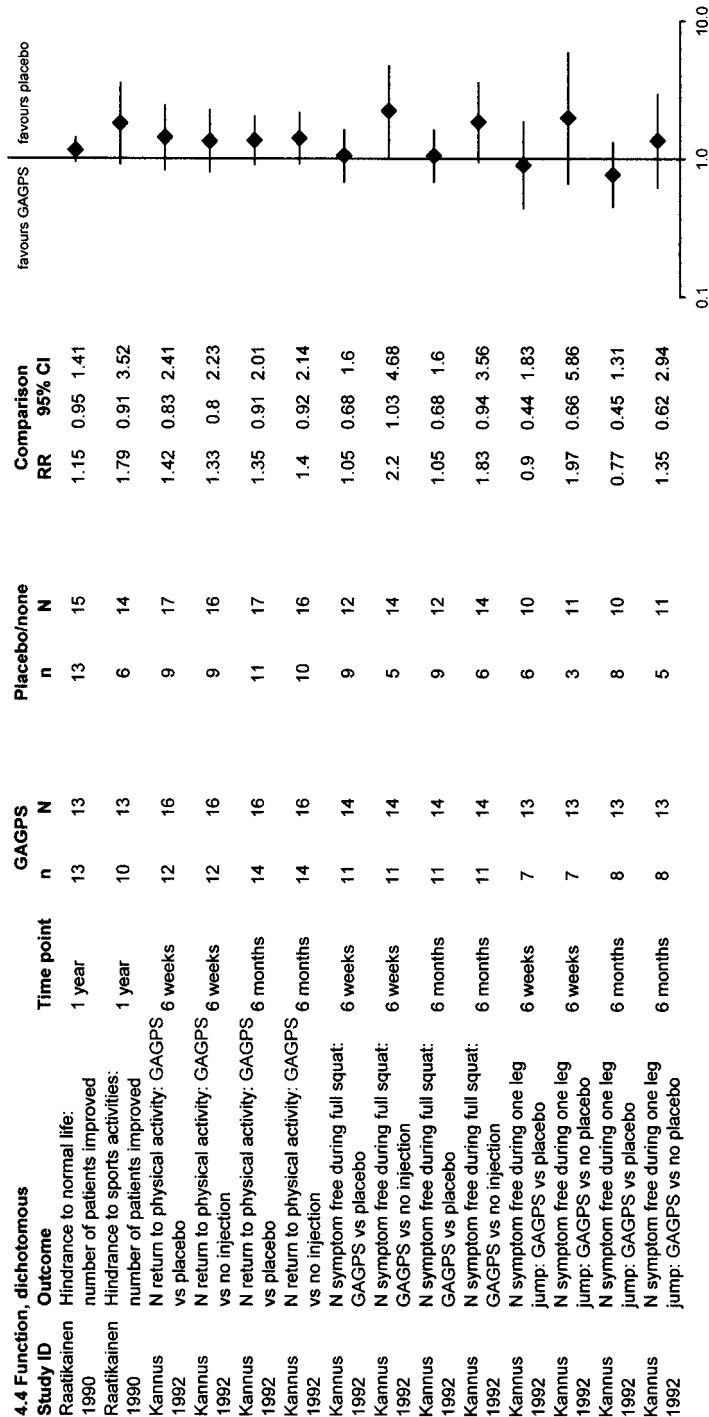 4.4 Function, dichotomous
GAGPS Placebo/none Comparison favours GAGPS favours placebo
Study ID Outcome Time point n N n N RR 95% CI
Raatikainen Hindrance to normal life: 1 year 13 13 13 15 1.15 0.95 1.41
1990 number of patients improved
Raatikainen Hindrance to sports activities: 1 year 10 13 6 14 1.79 0.91 3.52
1990 number of patients improved
Kannus N return to physical activity: GAGPS 6 weeks 12 16 9 17 1.42 0.83 2.41
1992 vs placebo
Kannus N return to physical activity: GAGPS 6 weeks 12 16 9 16 1.33 0.8 2.23
1992 vs no injection
Kannus N return to physical activity: GAGPS 6 months 14 16 11 17 1.35 0.91 2.01
1992 vs placebo
Kannus N return to physical activity: GAGPS 6 months 14 16 10 16 1.4 0.92 2.14
1992 vs no injection
Kannus N symptom free during full squat: 6 weeks 11 14 9 12 1.05 0.68 1.6
1992 GAGPS vs placebo
Kannus N symptom free during full squat: 6 weeks 11 14 5 14 2.2 1.03 4.68
1992 GAGPS vs no injection
Kannus N symptom free during full squat: 6 months 11 14 9 12 1.05 0.68 1.6
1992 GAGPS vs placebo
Kannus N symptom free during full squat: 6 months 11 14 6 14 1.83 0.94 3.56
1992 GAGPS vs no injection
Kannus N symptom free during one leg 6 weeks 7 13 6 10 0.9 0.44 1.83
1992 jump: GAGPS vs placebo
Kannus N symptom free during one leg 6 weeks 7 13 3 11 1.97 0.66 5.86
1992 jump: GAGPS vs no placebo
Kannus N symptom free during one leg 6 months 8 13 8 10 0.77 0.45 1.31
1992 jump: GAGPS vs placebo
Kannus N symptom free during one leg 6 months 8 13 5 11 1.35 0.62 2.94
1992 jump: GAGPS vs no placebo
0.1 1.0 10.0